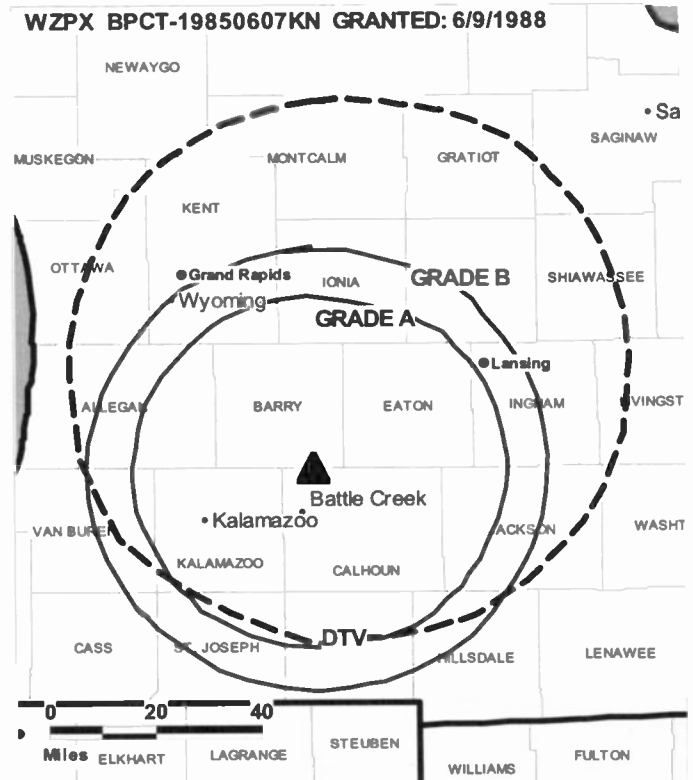 WZPX BPCT-19850607KN GRANTED: 6/9/1988
NEWAYGO
Sa
SAGINAW
MUSKEGON
MONTCALM
GRATIOT
KENT
OTTAWA
Grand Rapids
IONIA
GRADE B
SHIAWASSEE
Wyoming
GRADE A
Lansing
ALLEGAN
BARRY
EATON
INGHAM
VINGST
Battle Creek
Kalamazoo
VAN BUREN
JACKSON
WASHT
KALAMAZOO
CALHOUN
DTV
CASS
ST. JOSEPH
HILLSDALE
LENAWEE
0 20 40
Miles
ELKHART
LAGRANGE
STEUBEN
WILLIAMS
FULTON